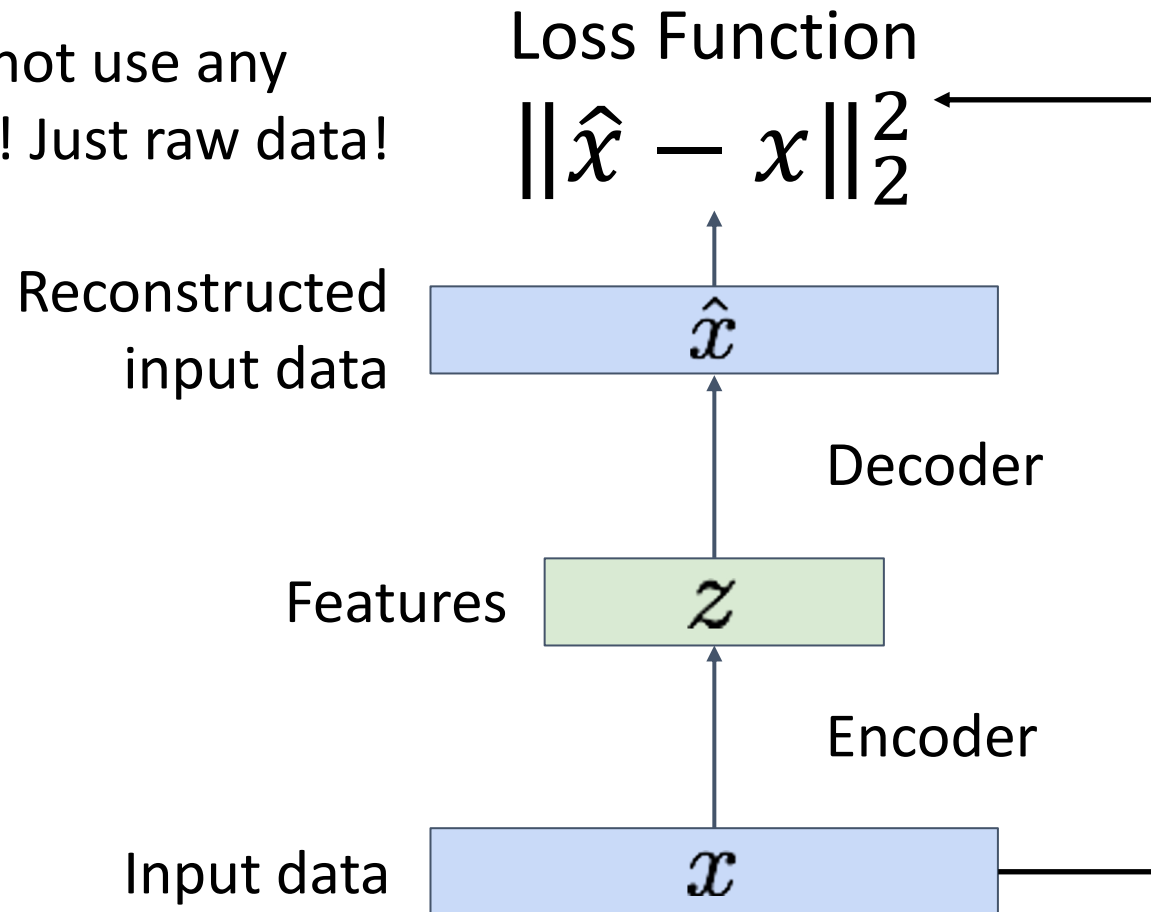 not use any
! Just raw data!
Loss Function
‖x̂ − x‖₂²
Reconstructed
input data
x̂
Decoder
Features
z
Encoder
Input data
x